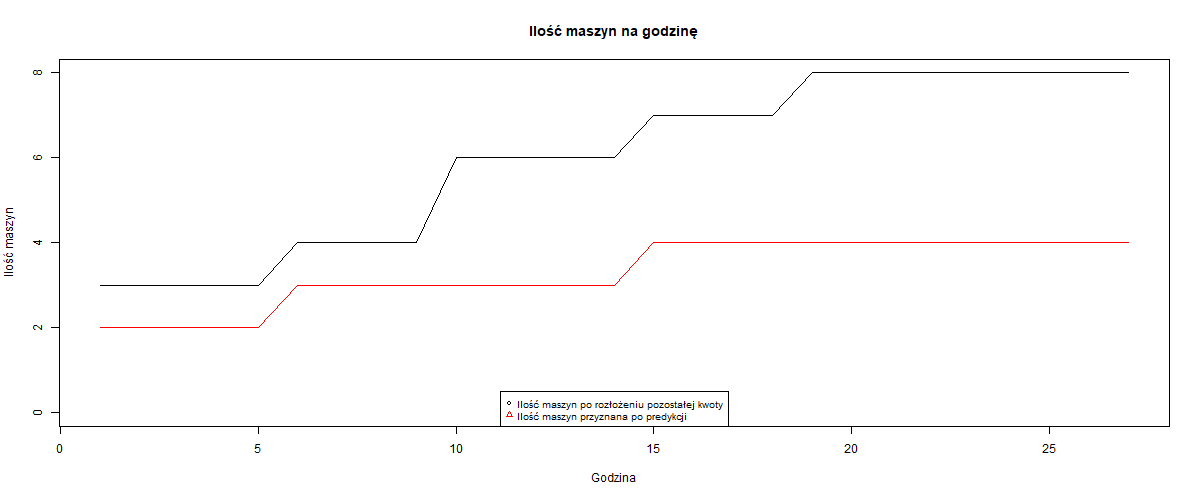 Ilość maszyn na godzinę
Ilość maszyn
8
6
4
2
0
Ilość maszyn po rozłożeniu pozostałej kwoty
Ilość maszyn przyznana po predykcji
0 5 10 15 20 25
Godzina